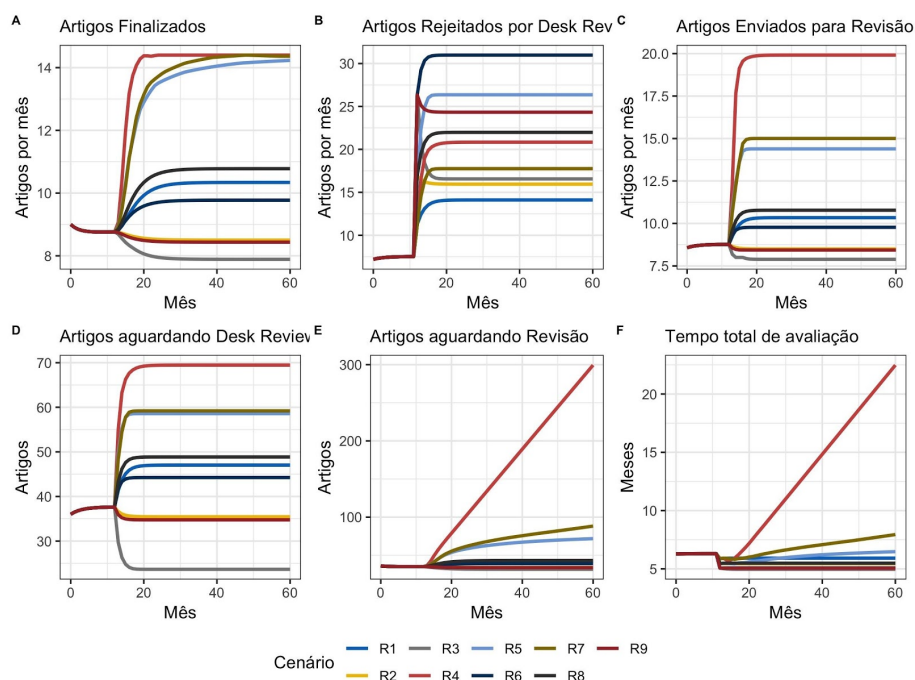 A
Artigos Finalizados
Artigos por mês
14
12
10
8
0
20
40
60
Mês
B
Artigos Rejeitados por Desk Rev
Artigos por mês
30
25
20
15
10
0
20
40
60
Mês
C
Artigos Enviados para Revisão
Artigos por mês
20.0
17.5
15.0
12.5
10.0
7.5
0
20
40
60
Mês
D
Artigos aguardando Desk Review
Artigos
70
60
50
40
30
0
20
40
60
Mês
E
Artigos aguardando Revisão
Artigos
300
200
100
0
20
40
60
Mês
F
Tempo total de avaliação
Meses
20
15
10
5
0
20
40
60
Mês
Cenário
R1 R3 R5 R7 R9
R2 R4 R6 R8